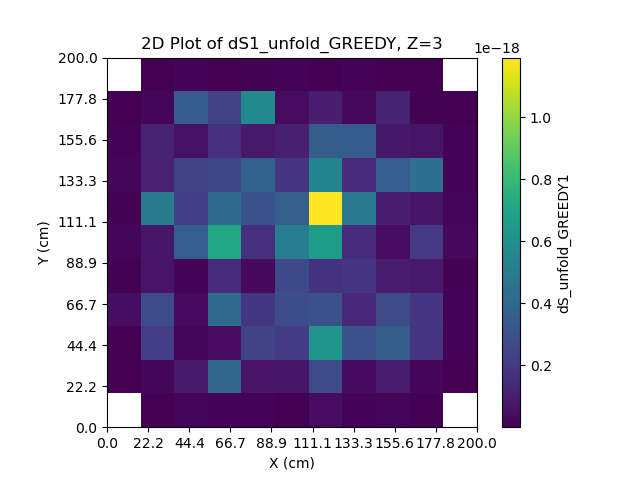 2D Plot of dS1_unfold_GREEDY, Z=3
1e−18
200.0
177.8
155.6
133.3
111.1
88.9
66.7
44.4
22.2
0.0
Y (cm)
0.0 22.2 44.4 66.7 88.9 111.1 133.3 155.6 177.8 200.0
X (cm)
1.0
0.8
0.6
0.4
0.2
dS_unfold_GREEDY1